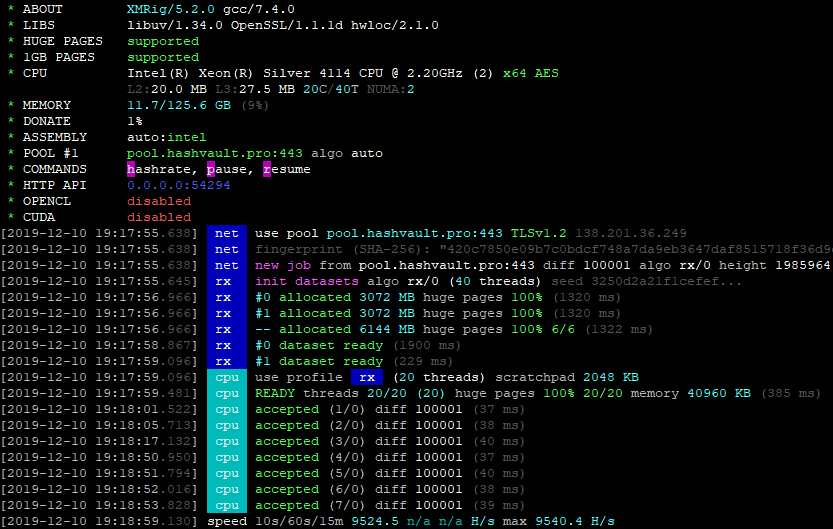 * ABOUT XMRig/5.2.0 gcc/7.4.0
* LIBS libuv/1.34.0 OpenSSL/1.1.1d hwloc/2.1.0
* HUGE PAGES supported
* 1GB PAGES supported
* CPU Intel(R) Xeon(R) Silver 4114 CPU @ 2.20GHz (2) x64 AES
L2:20.0 MB L3:27.5 MB 20C/40T NUMA:2
* MEMORY 11.7/125.6 GB (9%)
* DONATE 1%
* ASSEMBLY auto:intel
* POOL #1 pool.hashvault.pro:443 algo auto
* COMMANDS hashrate, pause, resume
* HTTP API 0.0.0.0:54294
* OPENCL disabled
* CUDA disabled
[2019-12-10 19:17:55.638] net use pool pool.hashvault.pro:443 TLSv1.2 138.201.36.249
[2019-12-10 19:17:55.638] net fingerprint (SHA-256): "420c7850e09b7c0bdcf748a7da9eb3647daf8515718f36d9
[2019-12-10 19:17:55.638] net new job from pool.hashvault.pro:443 diff 100001 algo rx/0 height 1985964
[2019-12-10 19:17:55.645] rx init datasets algo rx/0 (40 threads) seed 3250d2a21f1cefef...
[2019-12-10 19:17:56.966] rx #0 allocated 3072 MB huge pages 100% (1320 ms)
[2019-12-10 19:17:56.966] rx #1 allocated 3072 MB huge pages 100% (1320 ms)
[2019-12-10 19:17:56.966] rx -- allocated 6144 MB huge pages 100% 6/6 (1322 ms)
[2019-12-10 19:17:58.867] rx #0 dataset ready (1900 ms)
[2019-12-10 19:17:59.096] rx #1 dataset ready (229 ms)
[2019-12-10 19:17:59.096] cpu use profile rx (20 threads) scratchpad 2048 KB
[2019-12-10 19:17:59.481] cpu READY threads 20/20 (20) huge pages 100% 20/20 memory 40960 KB (385 ms)
[2019-12-10 19:18:01.522] cpu accepted (1/0) diff 100001 (37 ms)
[2019-12-10 19:18:05.713] cpu accepted (2/0) diff 100001 (38 ms)
[2019-12-10 19:18:17.132] cpu accepted (3/0) diff 100001 (40 ms)
[2019-12-10 19:18:50.950] cpu accepted (4/0) diff 100001 (37 ms)
[2019-12-10 19:18:51.794] cpu accepted (5/0) diff 100001 (40 ms)
[2019-12-10 19:18:52.016] cpu accepted (6/0) diff 100001 (38 ms)
[2019-12-10 19:18:53.828] cpu accepted (7/0) diff 100001 (39 ms)
[2019-12-10 19:18:59.130] speed 10s/60s/15m 9524.5 n/a n/a H/s max 9540.4 H/s